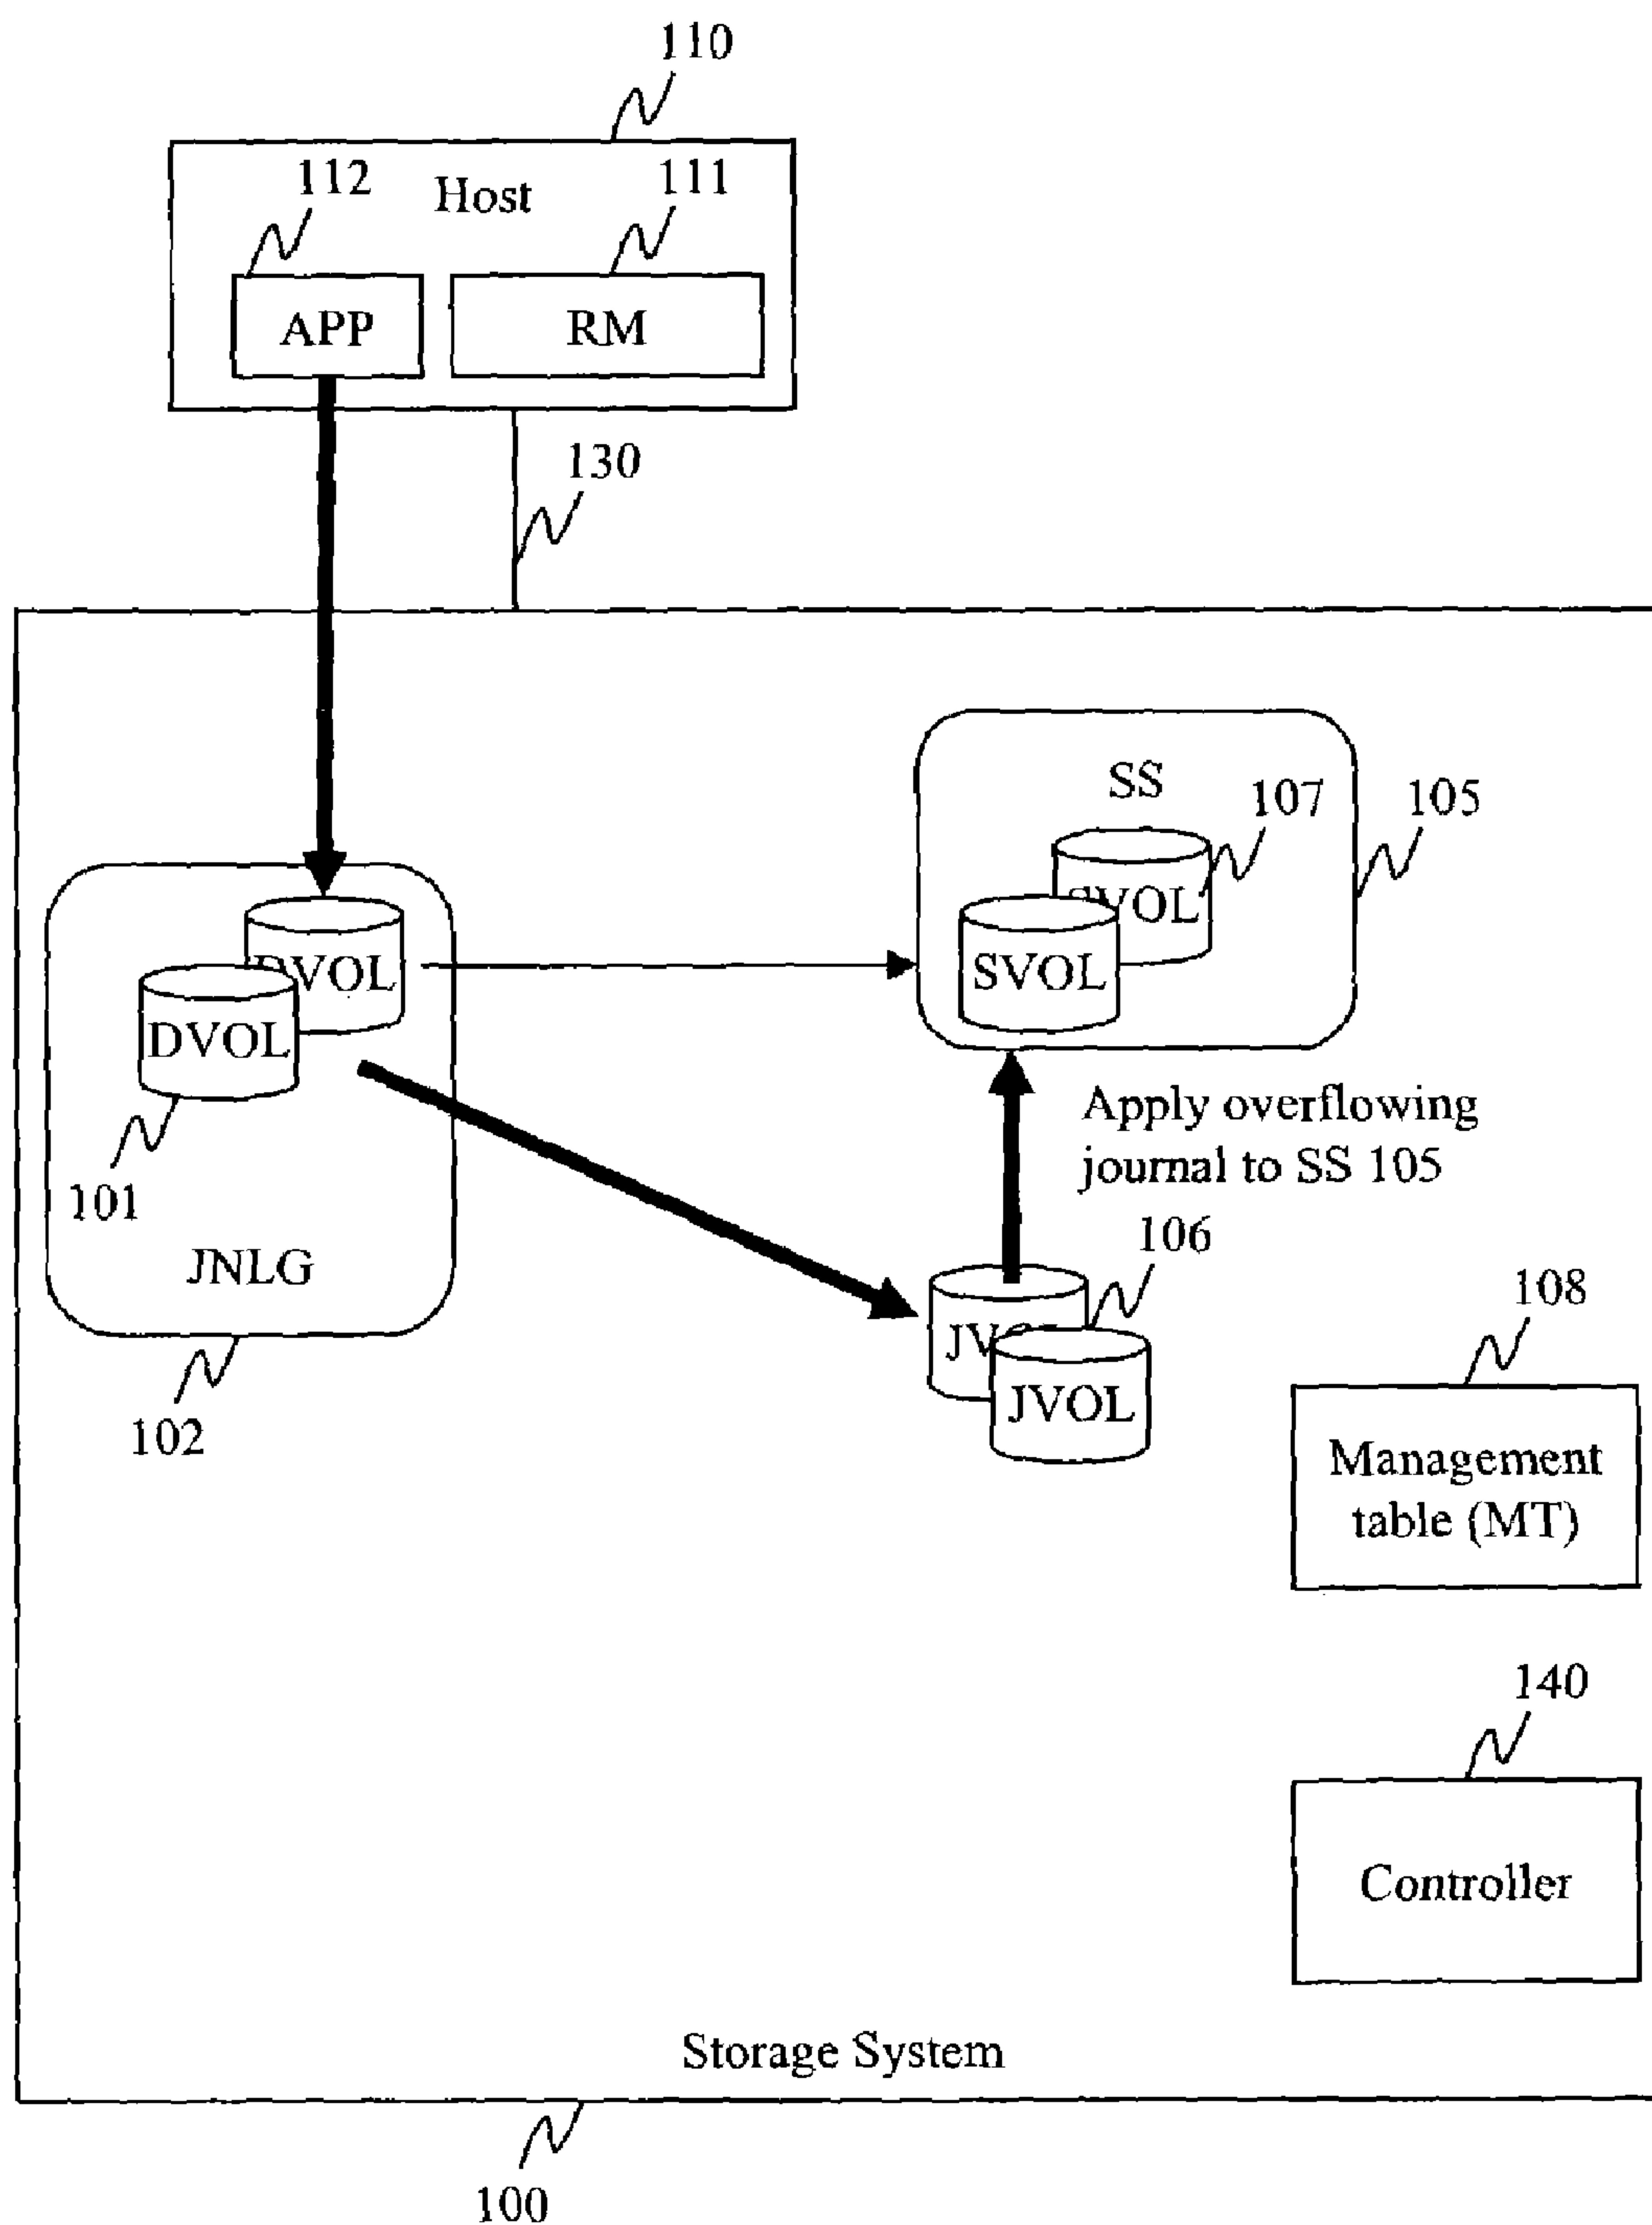 110
112
Host
111
APP
RM
130
SS
107
105
SVOL
SVOL
DVOL
DVOL
101
Apply overflowing
journal to SS 105
JNLG
106
102
JVOL
JVOL
108
Management
table (MT)
140
Controller
Storage System
100